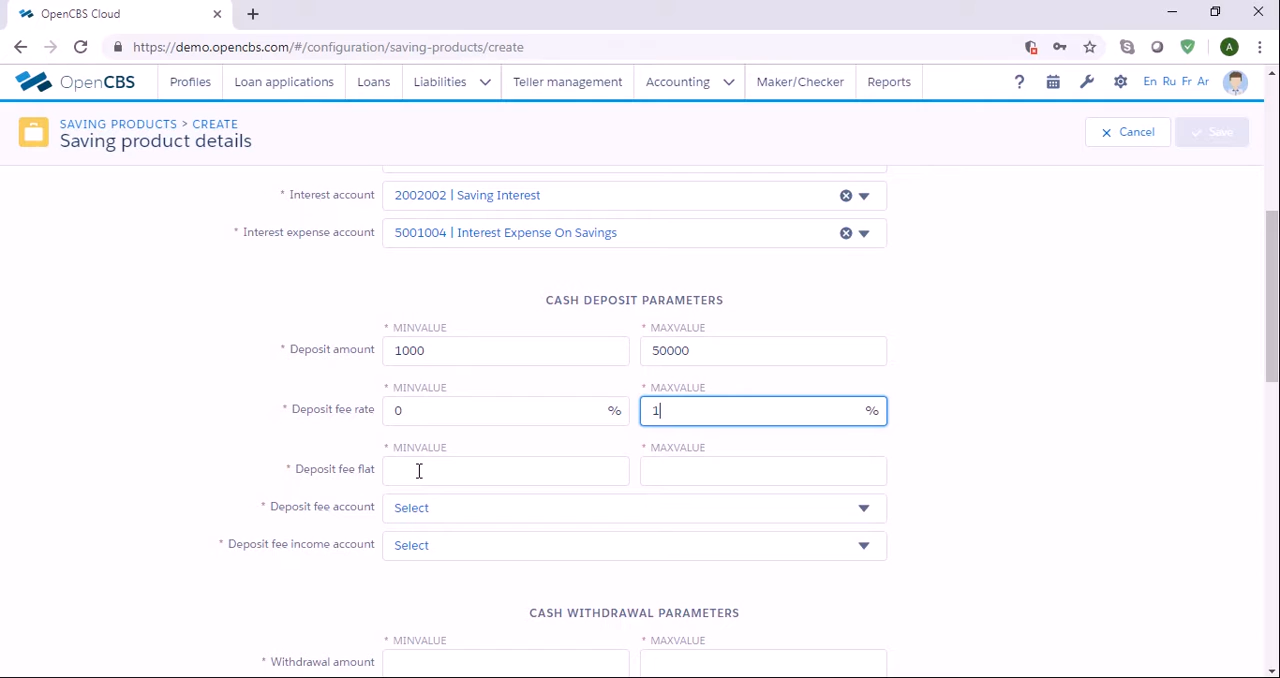 OpenCBS Cloud
https://demo.opencbs.com/#/configuration/saving-products/create
A
OpenCBS Profiles Loan applications Loans Liabilities Teller management Accounting Maker/Checker Reports ? En Ru Fr Ar
SAVING PRODUCTS > CREATE
Saving product details
Cancel Save
* Interest account 2002002 | Saving Interest
* Interest expense account 5001004 | Interest Expense On Savings
CASH DEPOSIT PARAMETERS
* MINVALUE * MAXVALUE
* Deposit amount 1000 50000
* MINVALUE * MAXVALUE
* Deposit fee rate 0 % 1 %
* MINVALUE * MAXVALUE
* Deposit fee flat
* Deposit fee account Select
* Deposit fee income account Select
CASH WITHDRAWAL PARAMETERS
* MINVALUE * MAXVALUE
* Withdrawal amount